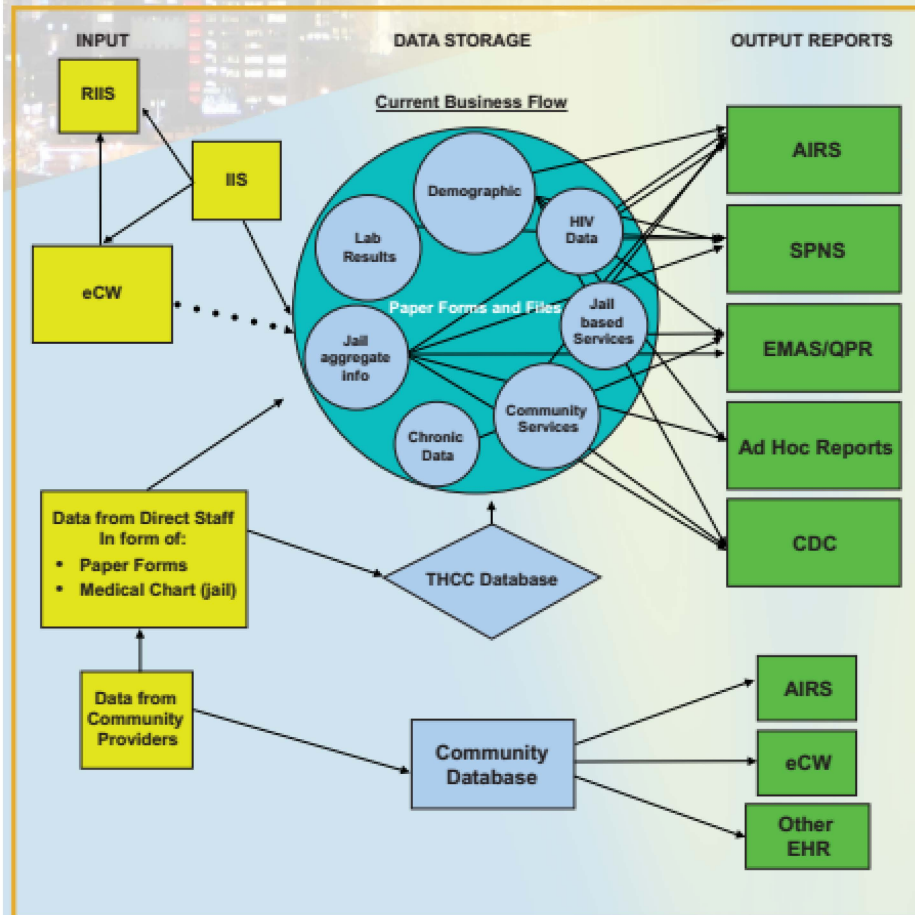 INPUT
DATA STORAGE
OUTPUT REPORTS
RIIS
IIS
eCW
Current Business Flow
Demographic
HIV
Data
Lab
Results
Paper Forms and Files
Jail
based
Services
Jail
aggregate
info
Community
Services
Chronic
Data
AIRS
SPNS
EMAS/QPR
Ad Hoc Reports
CDC
Data from Direct Staff
In form of:
• Paper Forms
• Medical Chart (jail)
THCC Database
Data from
Community
Providers
Community
Database
AIRS
eCW
Other
EHR